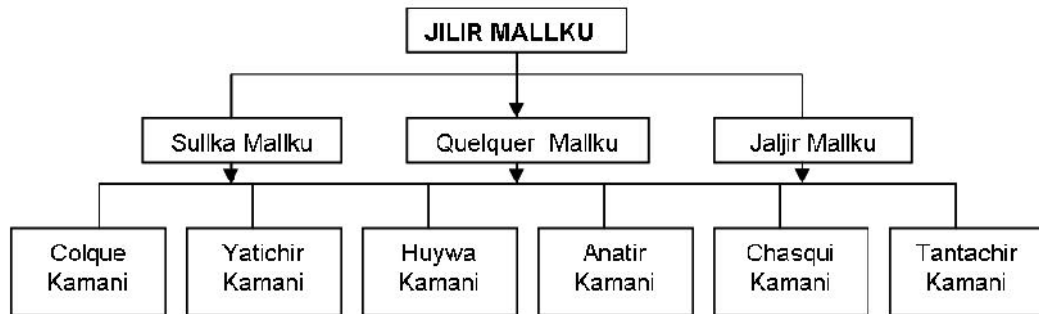 JILIR MALLKU
Sullka Mallku
Quelquer Mallku
Jaljir Mallku
Colque
Kamani
Yatichir
Kamani
Huywa
Kamani
Anatir
Kamani
Chasqui
Kamani
Tantachir
Kamani